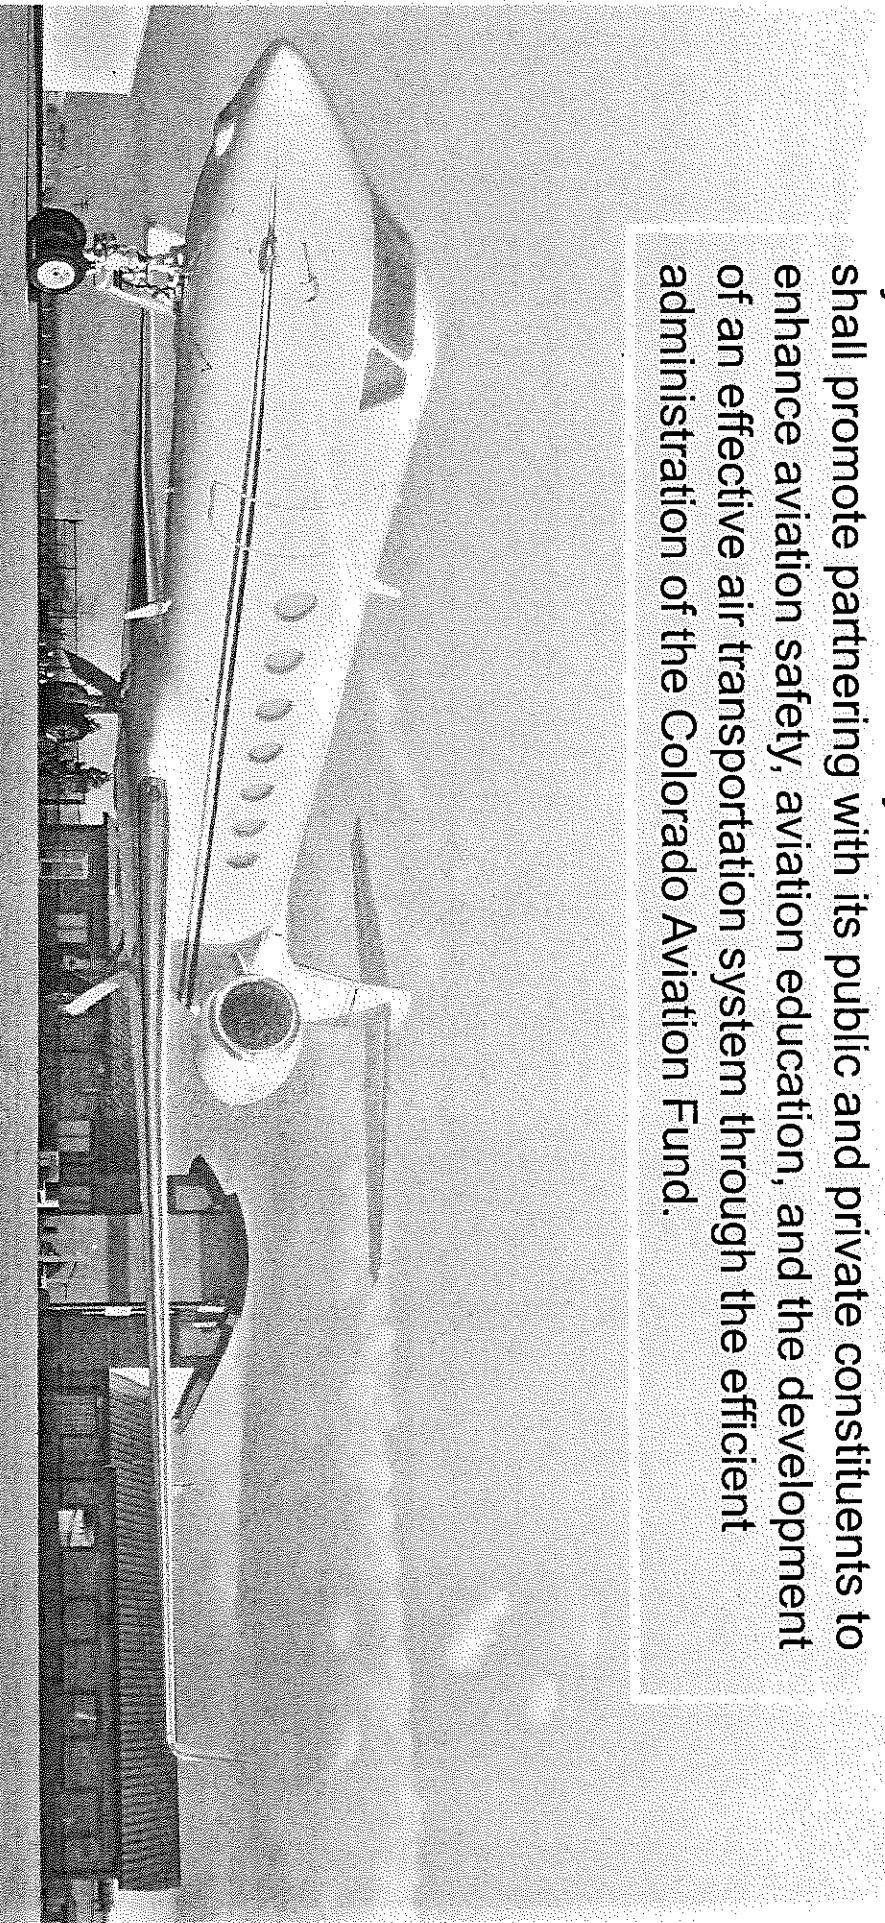 shall promote partnering with its public and private constituents to
enhance aviation safety, aviation education, and the development
of an effective air transportation system through the efficient
administration of the Colorado Aviation Fund.